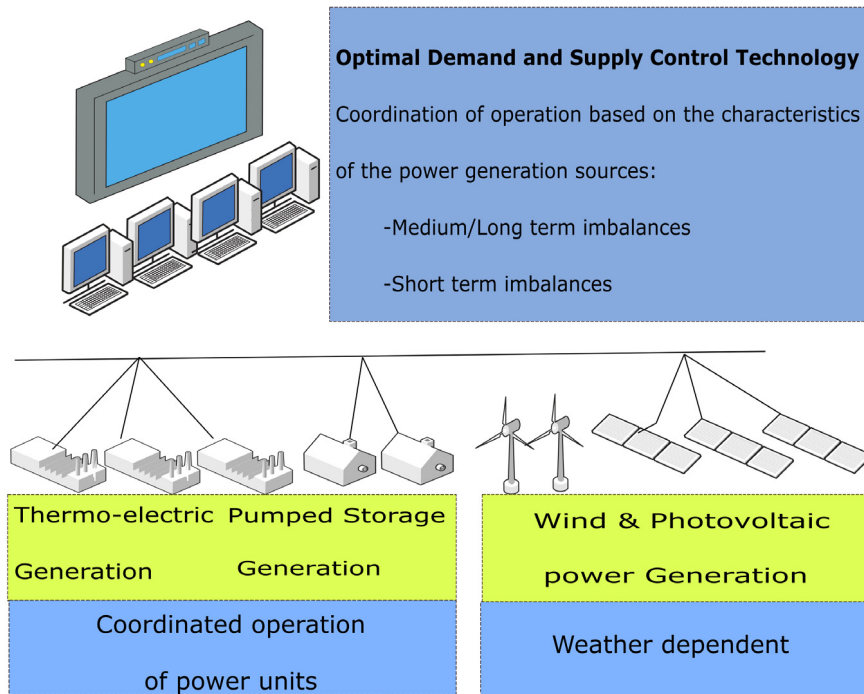 Optimal Demand and Supply Control Technology
Coordination of operation based on the characteristics
of the power generation sources:
-Medium/Long term imbalances
-Short term imbalances
Thermo-electric
Generation
Pumped Storage
Generation
Wind & Photovoltaic
power Generation
Coordinated operation
of power units
Weather dependent